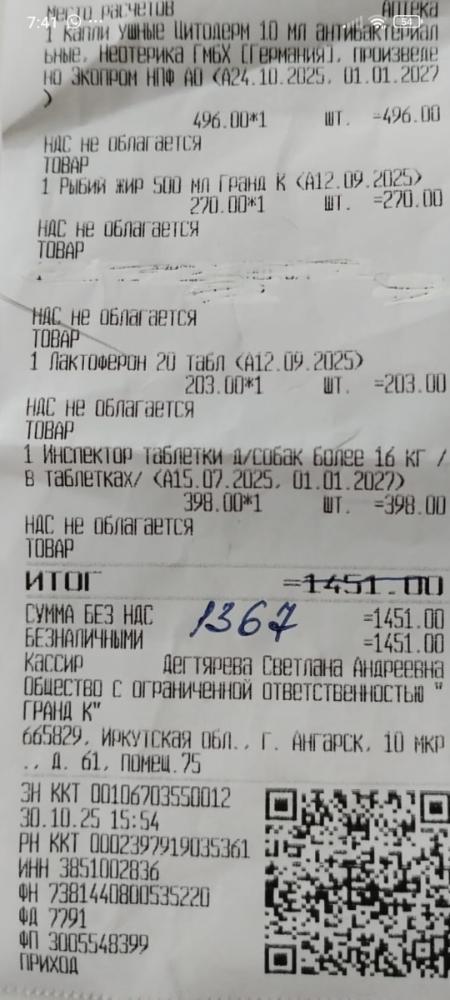 7:41
54
место расчетов Аптека
1 Капли ушные Цитодерм 10 мл антибактериал
ьные, Неотерика ГмбХ [Германия], произведе
но Экопром НПФ АО <А24.10.2025, 01.01.2027
>
496.00*1 шт. =496.00
НДС не облагается
ТОВАР
1 Рыбий жир 500 мл Гранд К <А12.09.2025>
270.00*1 шт. =270.00
НДС не облагается
ТОВАР
НДС не облагается
ТОВАР
1 Лактоферон 20 табл <А12.09.2025>
203.00*1 шт. =203.00
НДС не облагается
ТОВАР
1 Инспектор таблетки д/собак более 16 кг /
в таблетках/ <А15.07.2025, 01.01.2027>
398.00*1 шт. =398.00
НДС не облагается
ТОВАР
ИТОГ =1451.00
СУММА БЕЗ НДС =1451.00
1367
БЕЗНАЛИЧНЫМИ =1451.00
Кассир Дегтярева Светлана Андреевна
ОБЩЕСТВО С ОГРАНИЧЕННОЙ ОТВЕТСТВЕННОСТЬЮ "
ГРАНД К"
665829, Иркутская обл., г. Ангарск, 10 мкр
., д. 61, помещ.75
ЗН ККТ 00106703550012
30.10.25 15:54
РН ККТ 0002397919035361
ИНН 3851002836
ФН 7381440800535220
ФД 7791
ФП 3005548399
ПРИХОД